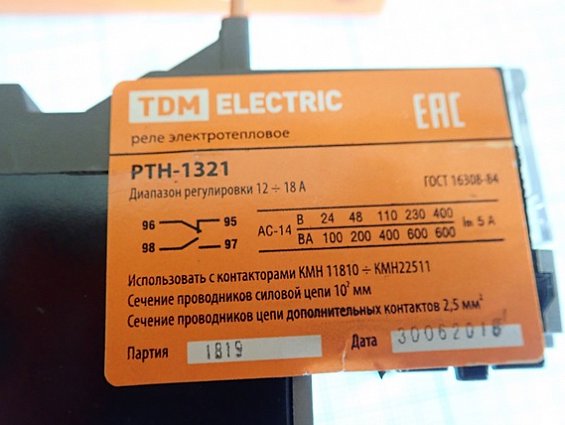 TDM ELECTRIC
EAC
реле электротепловое
РТН-1321
Диапазон регулировки 12 ÷ 18 А
ГОСТ 16308-84
96 95
98 97
АС-14
В 24 48 110 230 400
ВА 100 200 400 600 600
Im 5 А
Использовать с контакторами КМН 11810 ÷ КМН22511
Сечение проводников силовой цепи 10² мм
Сечение проводников цепи дополнительных контактов 2,5 мм²
Партия 1819 Дата 30062018